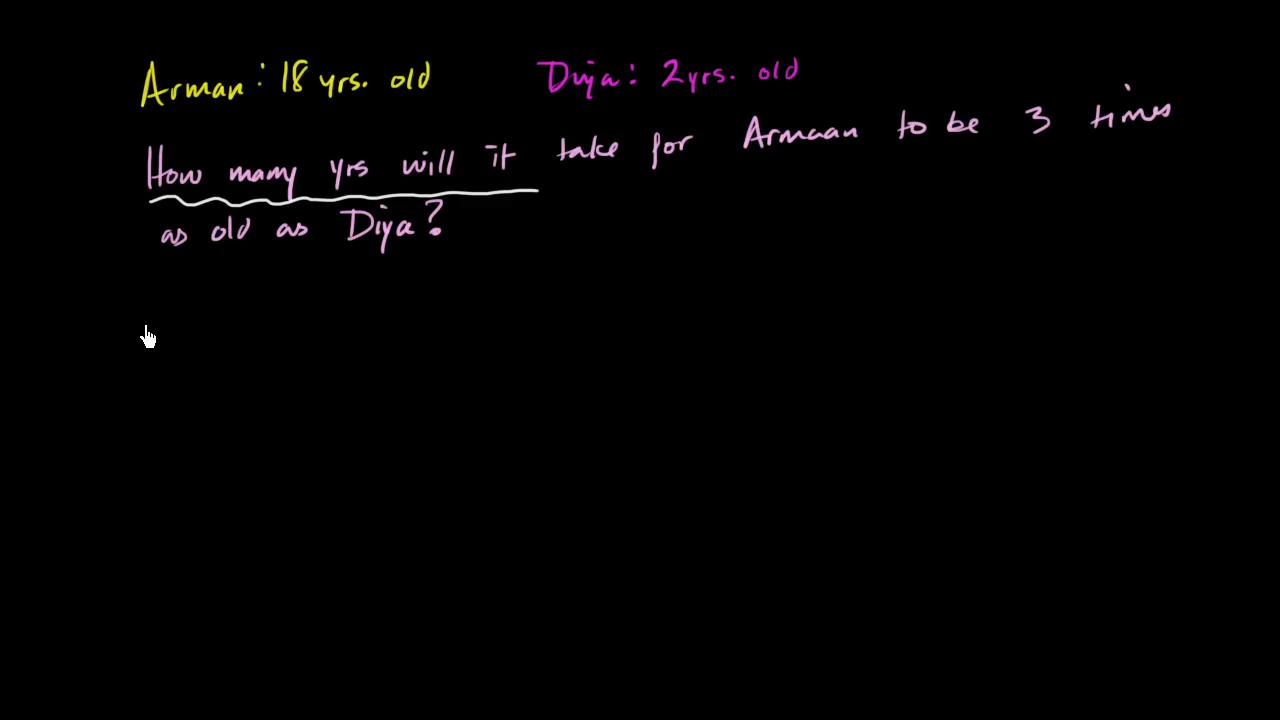 Arman: 18 yrs. old Diya: 2 yrs. old
How many yrs will it take for Armaan to be 3 times
as old as Diya?